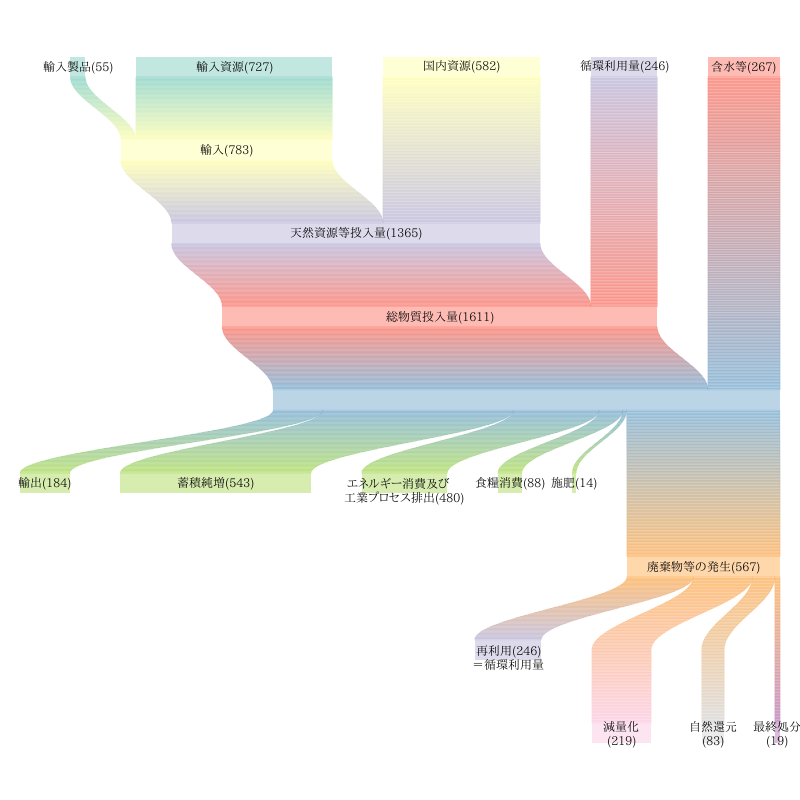 輸入製品(55)
輸入資源(727)
国内資源(582)
循環利用量(246)
含水等(267)
輸入(783)
天然資源等投入量(1365)
総物質投入量(1611)
輸出(184)
蓄積純増(543)
エネルギー消費及び
工業プロセス排出(480)
食糧消費(88)
施肥(14)
廃棄物等の発生(567)
再利用(246)
＝循環利用量
減量化
(219)
自然還元
(83)
最終処分
(19)